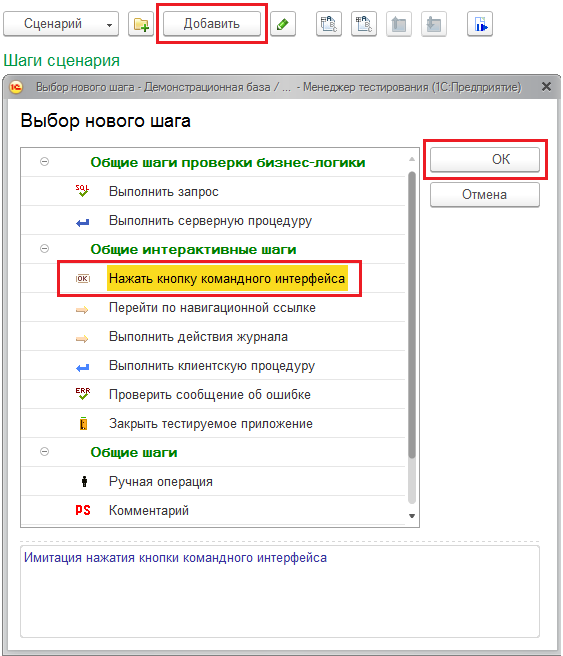 Сценарий
Добавить
Шаги сценария
Выбор нового шага - Демонстрационная база / ... - Менеджер тестирования (1С:Предприятие)
Выбор нового шага
Общие шаги проверки бизнес-логики
SQL Выполнить запрос
Выполнить серверную процедуру
Общие интерактивные шаги
OK Нажать кнопку командного интерфейса
Перейти по навигационной ссылке
Выполнить действия журнала
Выполнить клиентскую процедуру
ERR Проверить сообщение об ошибке
Закрыть тестируемое приложение
Общие шаги
Ручная операция
PS Комментарий
ОК
Отмена
Имитация нажатия кнопки командного интерфейса